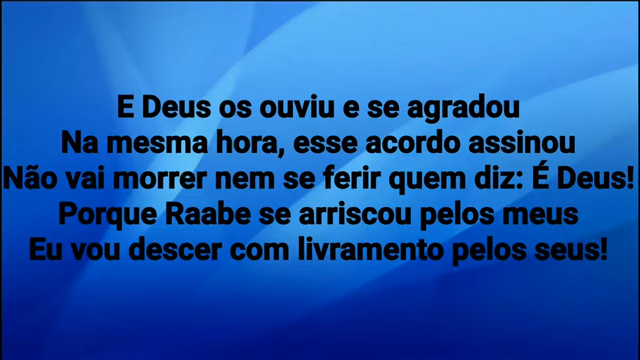 E Deus os ouviu e se agradou
Na mesma hora, esse acordo assinou
Não vai morrer nem se ferir quem diz: É Deus!
Porque Raabe se arriscou pelos meus
Eu vou descer com livramento pelos seus!